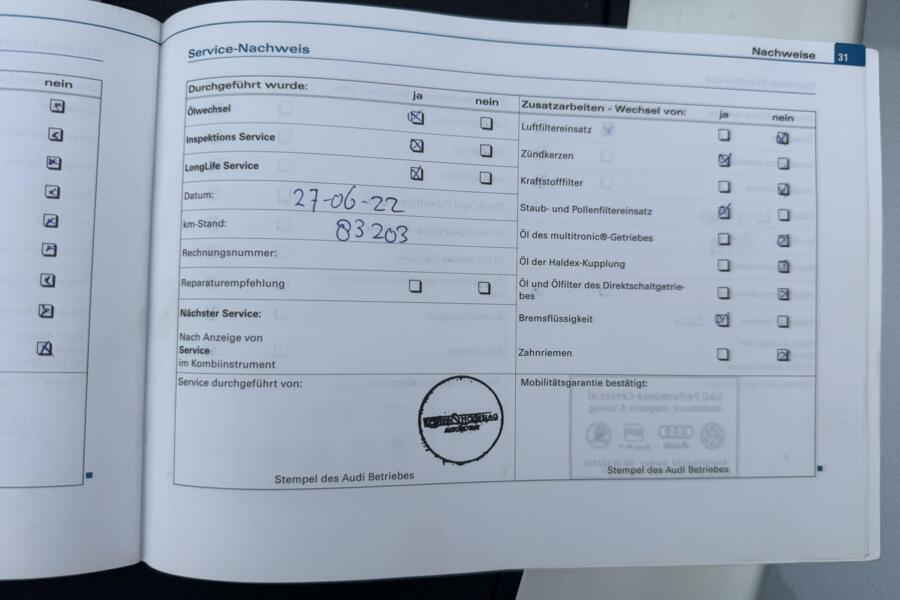 nein
Service-Nachweis
Nachweise
31
Durchgeführt wurde:
ja nein
Ölwechsel
Inspektions Service
LongLife Service
Datum: 27-06-22
km-Stand: 83203
Rechnungsnummer:
Reparaturempfehlung
Nächster Service:
Nach Anzeige von
Service
im Kombiinstrument
Service durchgeführt von:
AUTOMOTIVE
Stempel des Audi Betriebes
Zusatzarbeiten - Wechsel von:
ja nein
Luftfiltereinsatz
Zündkerzen
Kraftstofffilter
Staub- und Pollenfiltereinsatz
Öl des multitronic®-Getriebes
Öl der Haldex-Kupplung
Öl und Ölfilter des Direktschaltgetrie-
bes
Bremsflüssigkeit
Zahnriemen
Mobilitätsgarantie bestätigt:
Stempel des Audi Betriebes